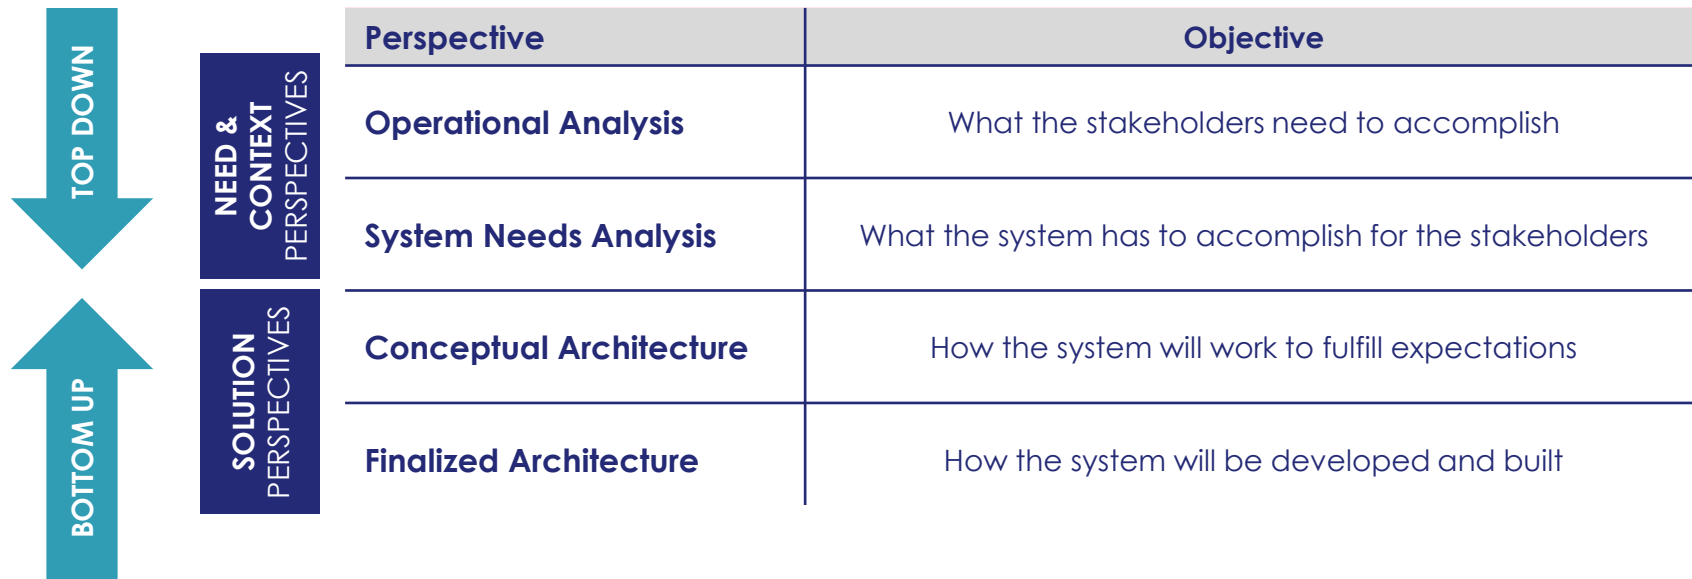 TOP DOWN
BOTTOM UP
NEED &
CONTEXT
PERSPECTIVES
SOLUTION
PERSPECTIVES
Perspective
Objective
Operational Analysis
What the stakeholders need to accomplish
System Needs Analysis
What the system has to accomplish for the stakeholders
Conceptual Architecture
How the system will work to fulfill expectations
Finalized Architecture
How the system will be developed and built